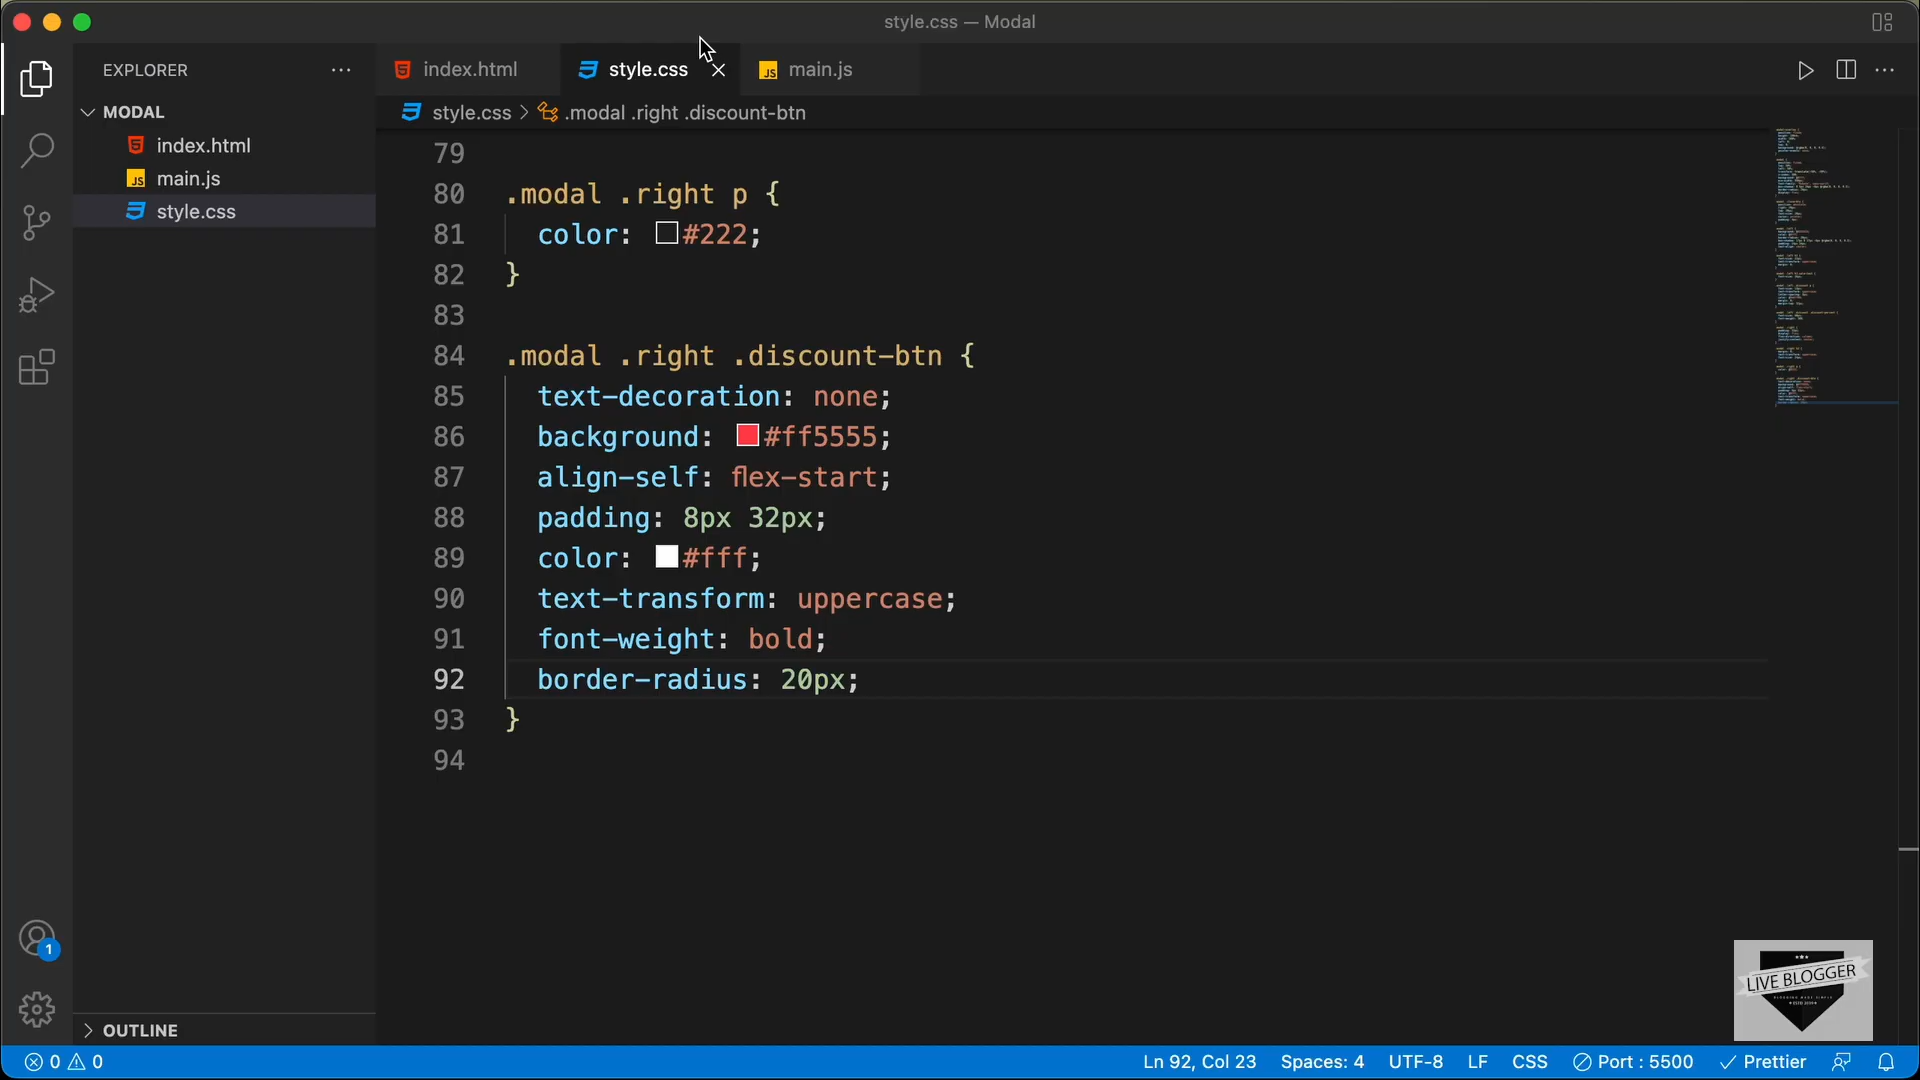 style.css — Modal
EXPLORER
index.html
style.css
main.js
MODAL
index.html
main.js
style.css
style.css > .modal .right .discount-btn
79
80 .modal .right p {
81 color: #222;
82 }
83
84 .modal .right .discount-btn {
85 text-decoration: none;
86 background: #ff5555;
87 align-self: flex-start;
88 padding: 8px 32px;
89 color: #fff;
90 text-transform: uppercase;
91 font-weight: bold;
92 border-radius: 20px;
93 }
94
1
OUTLINE
LIVE BLOGGER
0 0
Ln 92, Col 23
Spaces: 4
UTF-8
LF
CSS
Port : 5500
Prettier